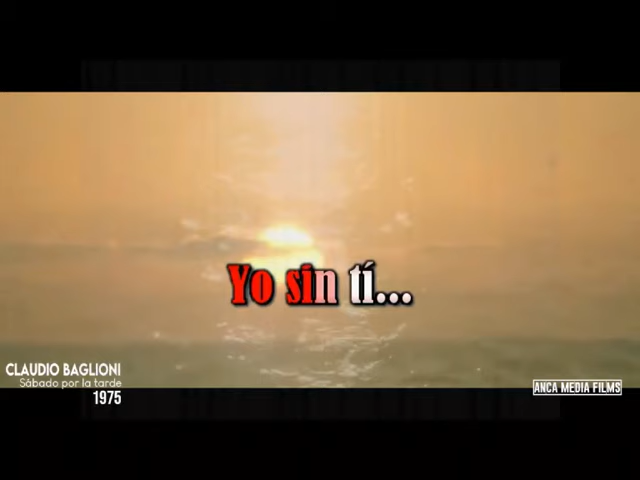 Yo sin tí...
CLAUDIO BAGLIONI
Sábado por la tarde
1975
ANCA MEDIA FILMS